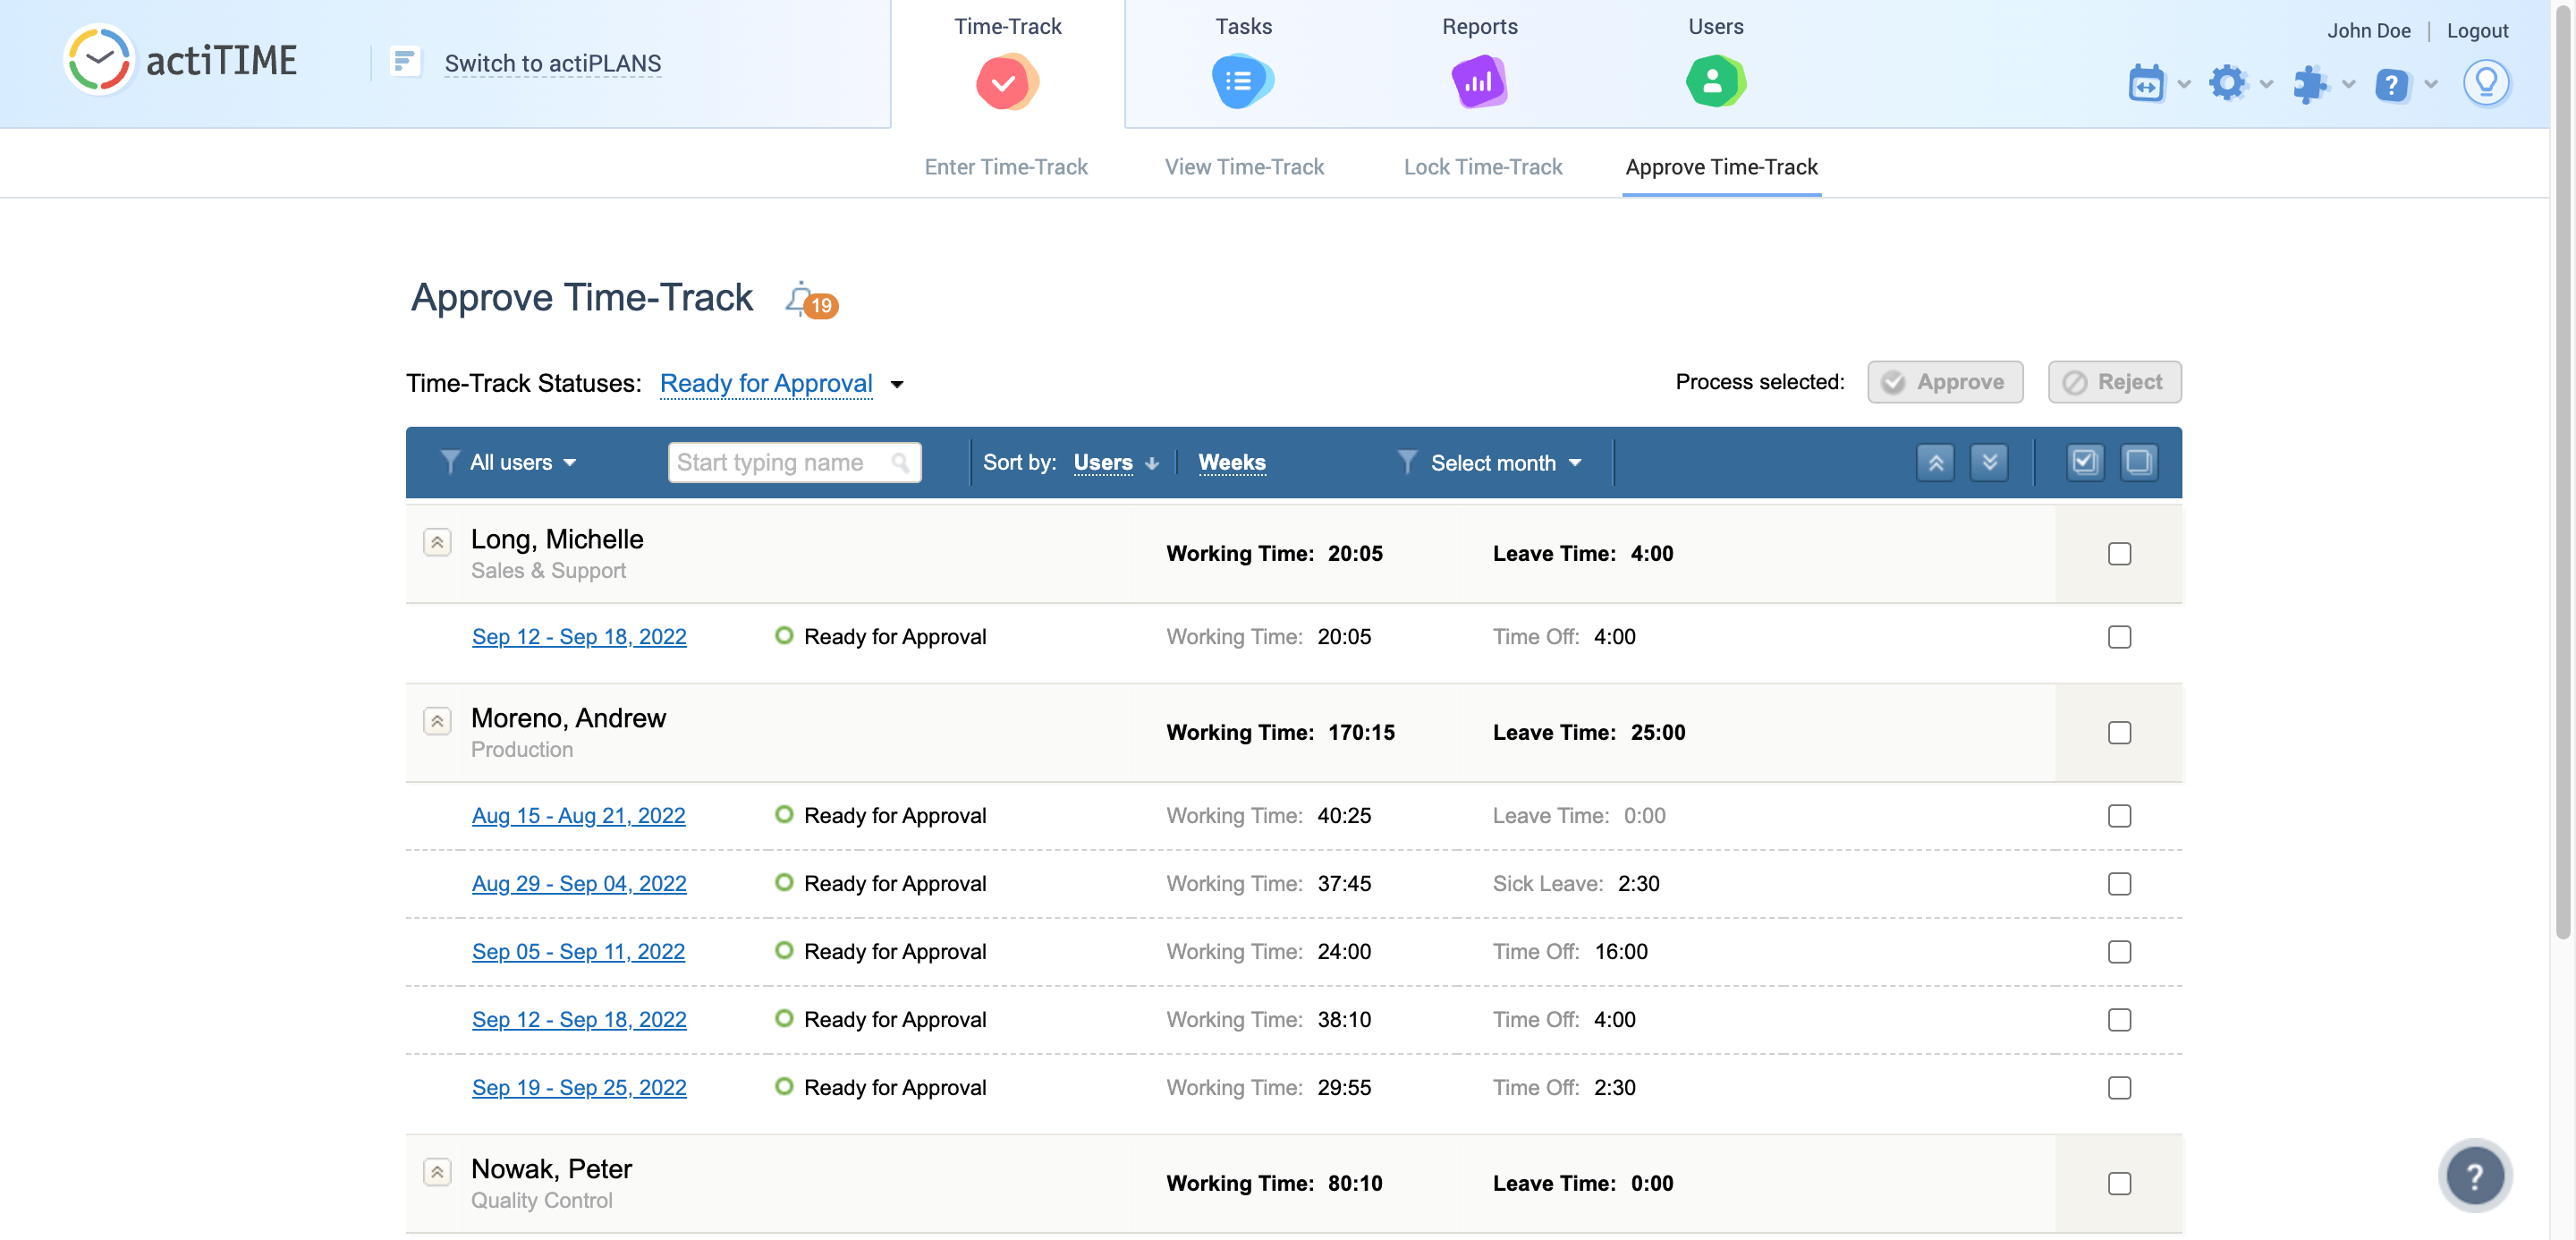 actiTIME
Switch to actiPLANS
Time-Track
Tasks
Reports
Users
John Doe
Logout
?
Enter Time-Track
View Time-Track
Lock Time-Track
Approve Time-Track
Approve Time-Track
19
Time-Track Statuses: Ready for Approval
Process selected:
Approve
Reject
All users
Start typing name
Sort by: Users
Weeks
Select month
Long, Michelle
Sales & Support
Working Time: 20:05
Leave Time: 4:00
Sep 12 - Sep 18, 2022
Ready for Approval
Working Time: 20:05
Time Off: 4:00
Moreno, Andrew
Production
Working Time: 170:15
Leave Time: 25:00
Aug 15 - Aug 21, 2022
Ready for Approval
Working Time: 40:25
Leave Time: 0:00
Aug 29 - Sep 04, 2022
Ready for Approval
Working Time: 37:45
Sick Leave: 2:30
Sep 05 - Sep 11, 2022
Ready for Approval
Working Time: 24:00
Time Off: 16:00
Sep 12 - Sep 18, 2022
Ready for Approval
Working Time: 38:10
Time Off: 4:00
Sep 19 - Sep 25, 2022
Ready for Approval
Working Time: 29:55
Time Off: 2:30
Nowak, Peter
Quality Control
Working Time: 80:10
Leave Time: 0:00
?